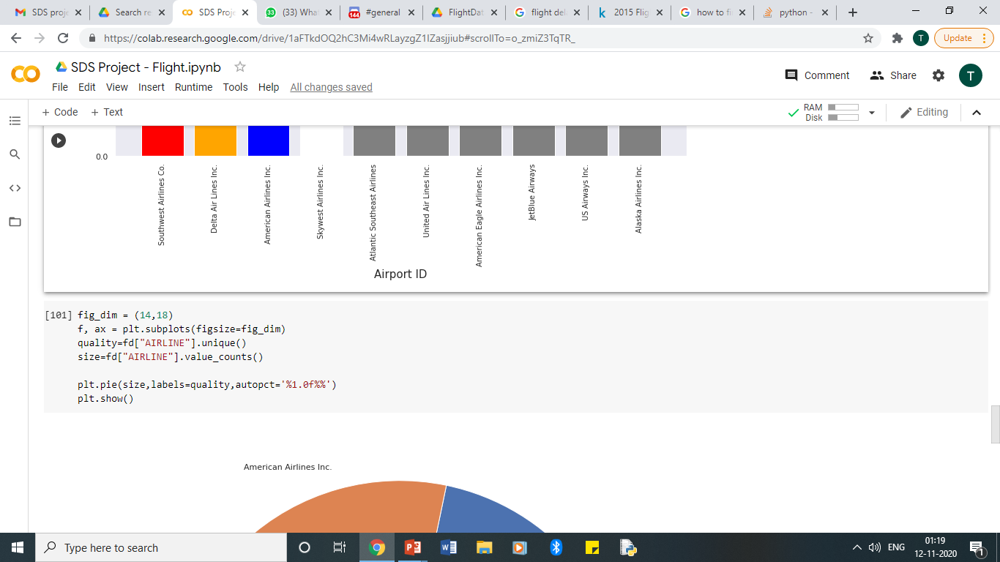 SDS proje
Search re
SDS Proje
(33) What
#general
FlightDat
flight del
2015 Flig
how to fi
python -
https://colab.research.google.com/drive/1aFTkdOQ2hC3Mi4wRLayzgZ1IZasjjiub#scrollTo=o_zmiZ3TqTR_
T
Update
SDS Project - Flight.ipynb
Comment
Share
T
File Edit View Insert Runtime Tools Help All changes saved
+ Code + Text
RAM
Disk
Editing
0.0
Southwest Airlines Co.
Delta Air Lines Inc.
American Airlines Inc.
Skywest Airlines Inc.
Atlantic Southeast Airlines
United Air Lines Inc.
American Eagle Airlines Inc.
JetBlue Airways
US Airways Inc.
Alaska Airlines Inc.
Airport ID
[101] fig_dim = (14,18)
f, ax = plt.subplots(figsize=fig_dim)
quality=fd["AIRLINE"].unique()
size=fd["AIRLINE"].value_counts()
plt.pie(size,labels=quality,autopct='%1.0f%%')
plt.show()
American Airlines Inc.
Type here to search
ENG
01:19
12-11-2020
1